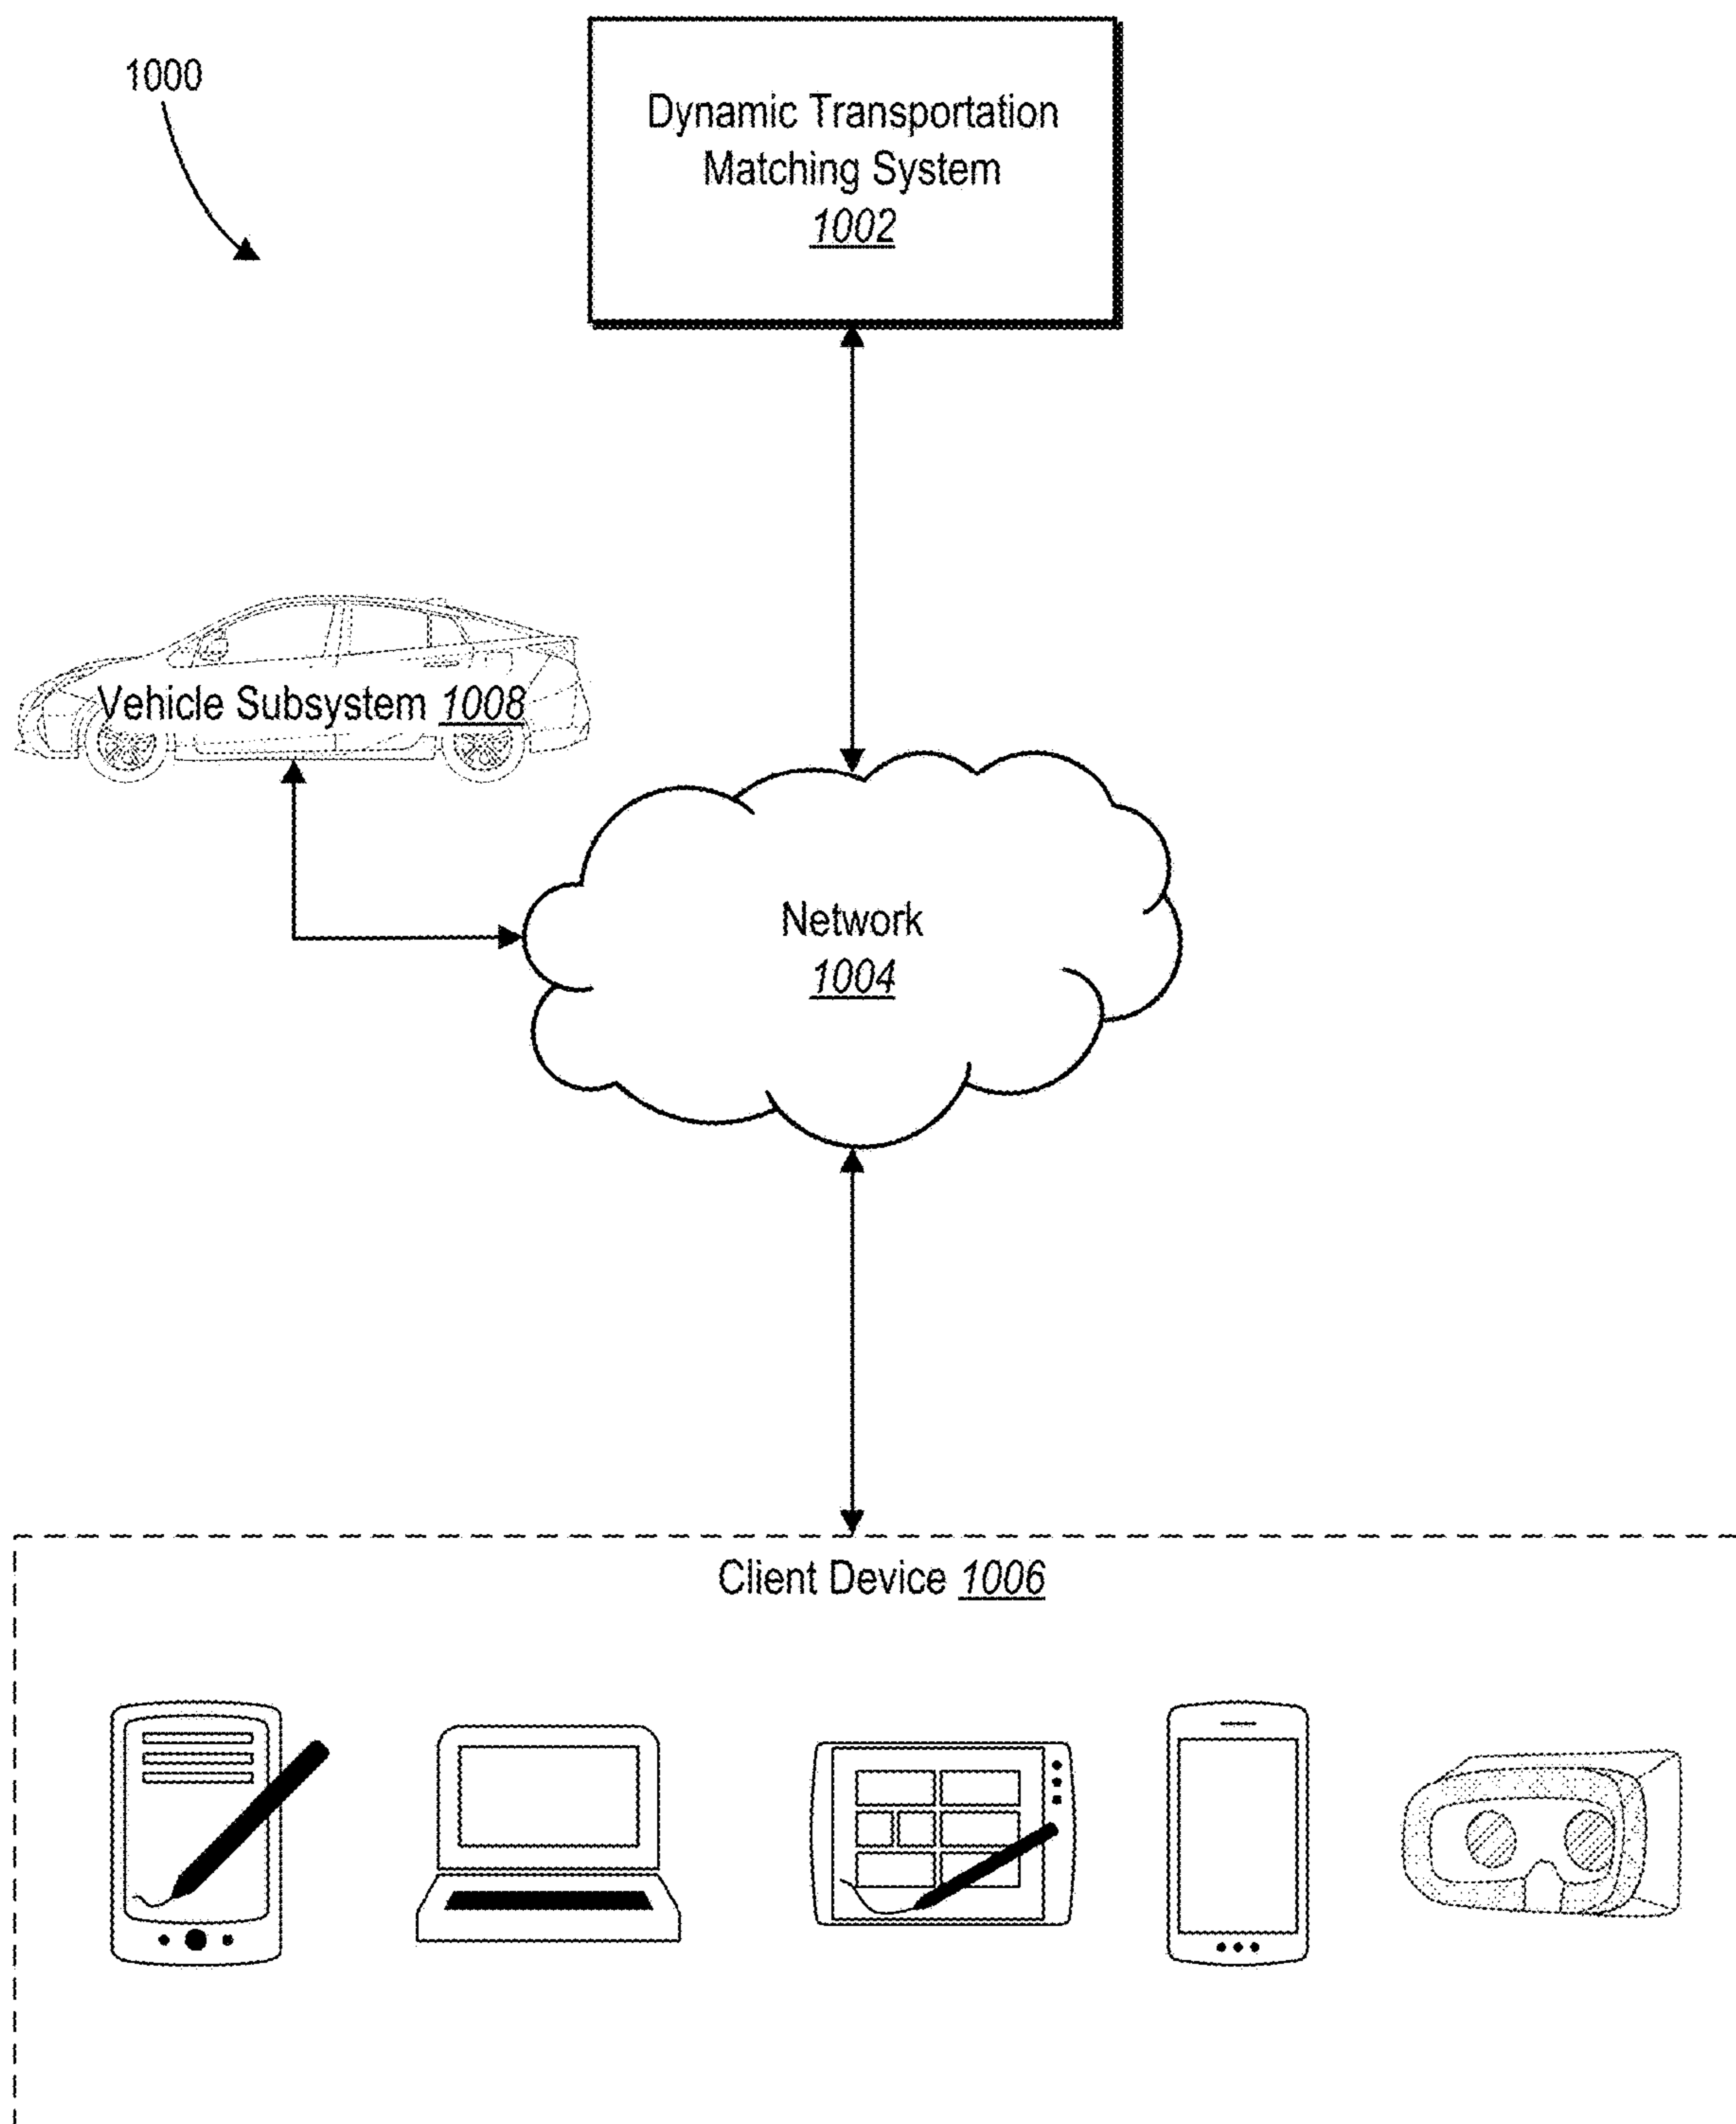 1000
Dynamic Transportation
Matching System
1002
Vehicle Subsystem 1008
Network
1004
Client Device 1006